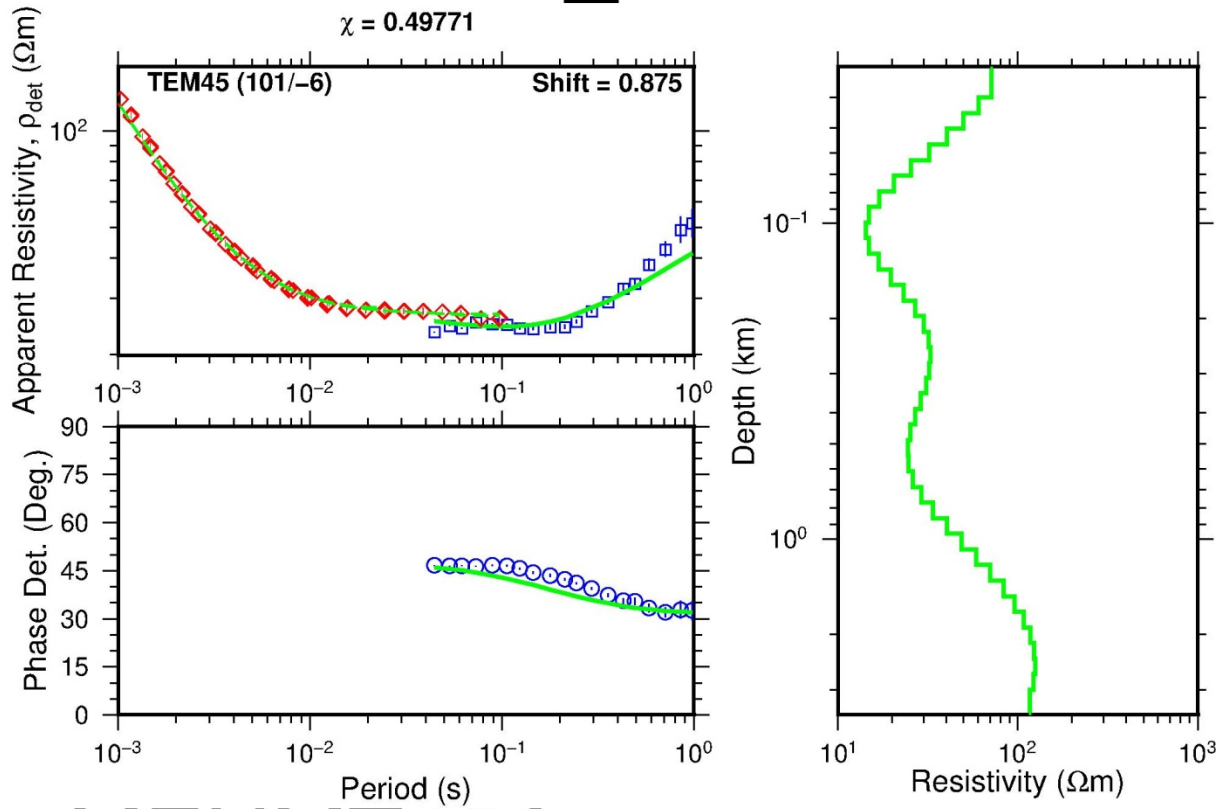 χ = 0.49771
TEM45 (101/−6)
Shift = 0.875
Apparent Resistivity, ρdet (Ωm)
10²
10⁻³ 10⁻² 10⁻¹ 10⁰
Phase Det. (Deg.)
90
75
60
45
30
15
0
10⁻³ 10⁻² 10⁻¹ 10⁰
Period (s)
Depth (km)
10⁻¹
10⁰
10¹ 10² 10³
Resistivity (Ωm)